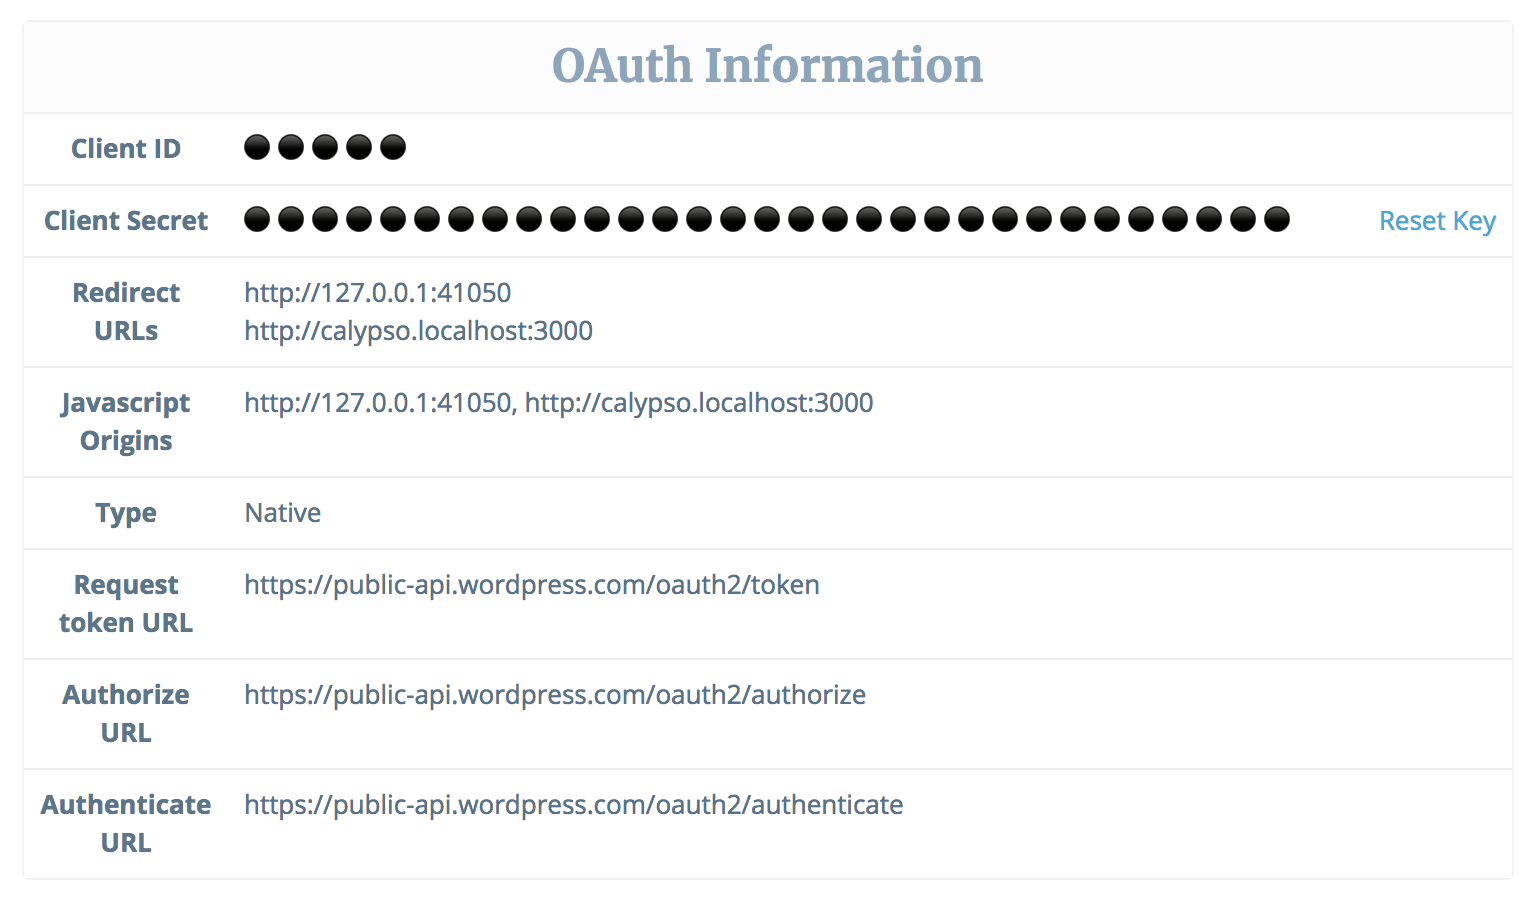 OAuth Information
Client ID ⚫⚫⚫⚫⚫
Client Secret ⚫⚫⚫⚫⚫⚫⚫⚫⚫⚫⚫⚫⚫⚫⚫⚫⚫⚫⚫⚫⚫⚫⚫⚫⚫⚫⚫⚫⚫⚫⚫ Reset Key
Redirect URLs
http://127.0.0.1:41050
http://calypso.localhost:3000
Javascript
Origins
http://127.0.0.1:41050, http://calypso.localhost:3000
Type
Native
Request
token URL
https://public-api.wordpress.com/oauth2/token
Authorize
URL
https://public-api.wordpress.com/oauth2/authorize
Authenticate
URL
https://public-api.wordpress.com/oauth2/authenticate